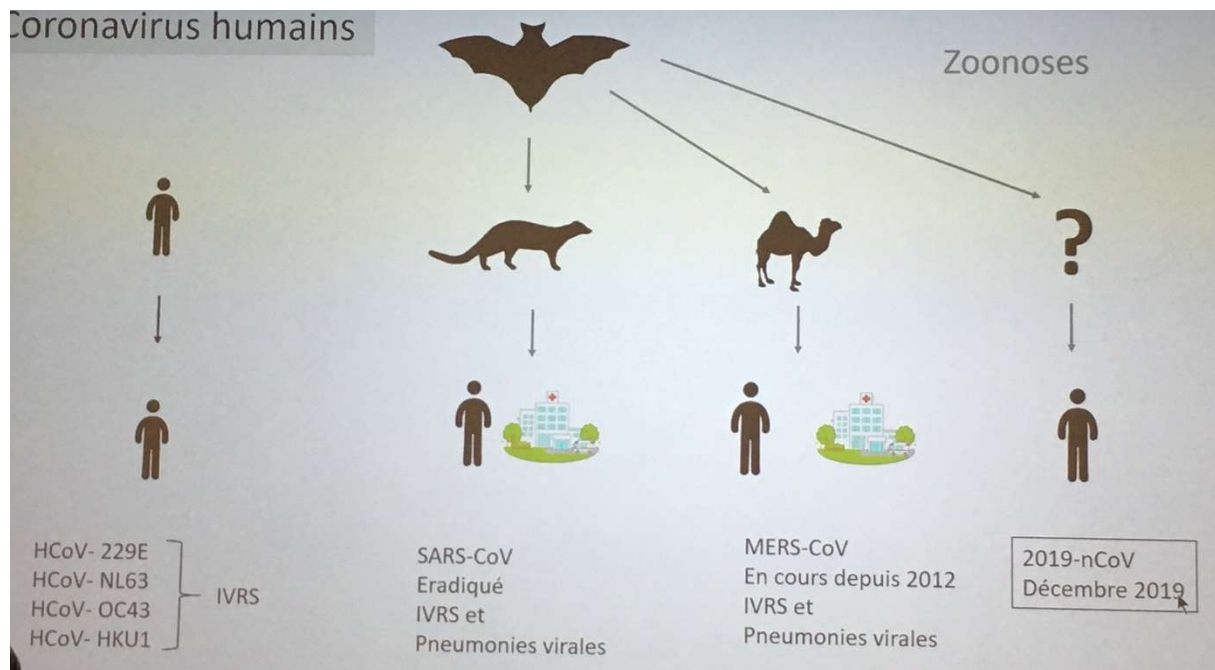 Coronavirus humains
Zoonoses
?
HCoV- 229E
HCoV- NL63
HCoV- OC43
HCoV- HKU1
IVRS
SARS-CoV
Eradiqué
IVRS et
Pneumonies virales
MERS-CoV
En cours depuis 2012
IVRS et
Pneumonies virales
2019-nCoV
Décembre 2019